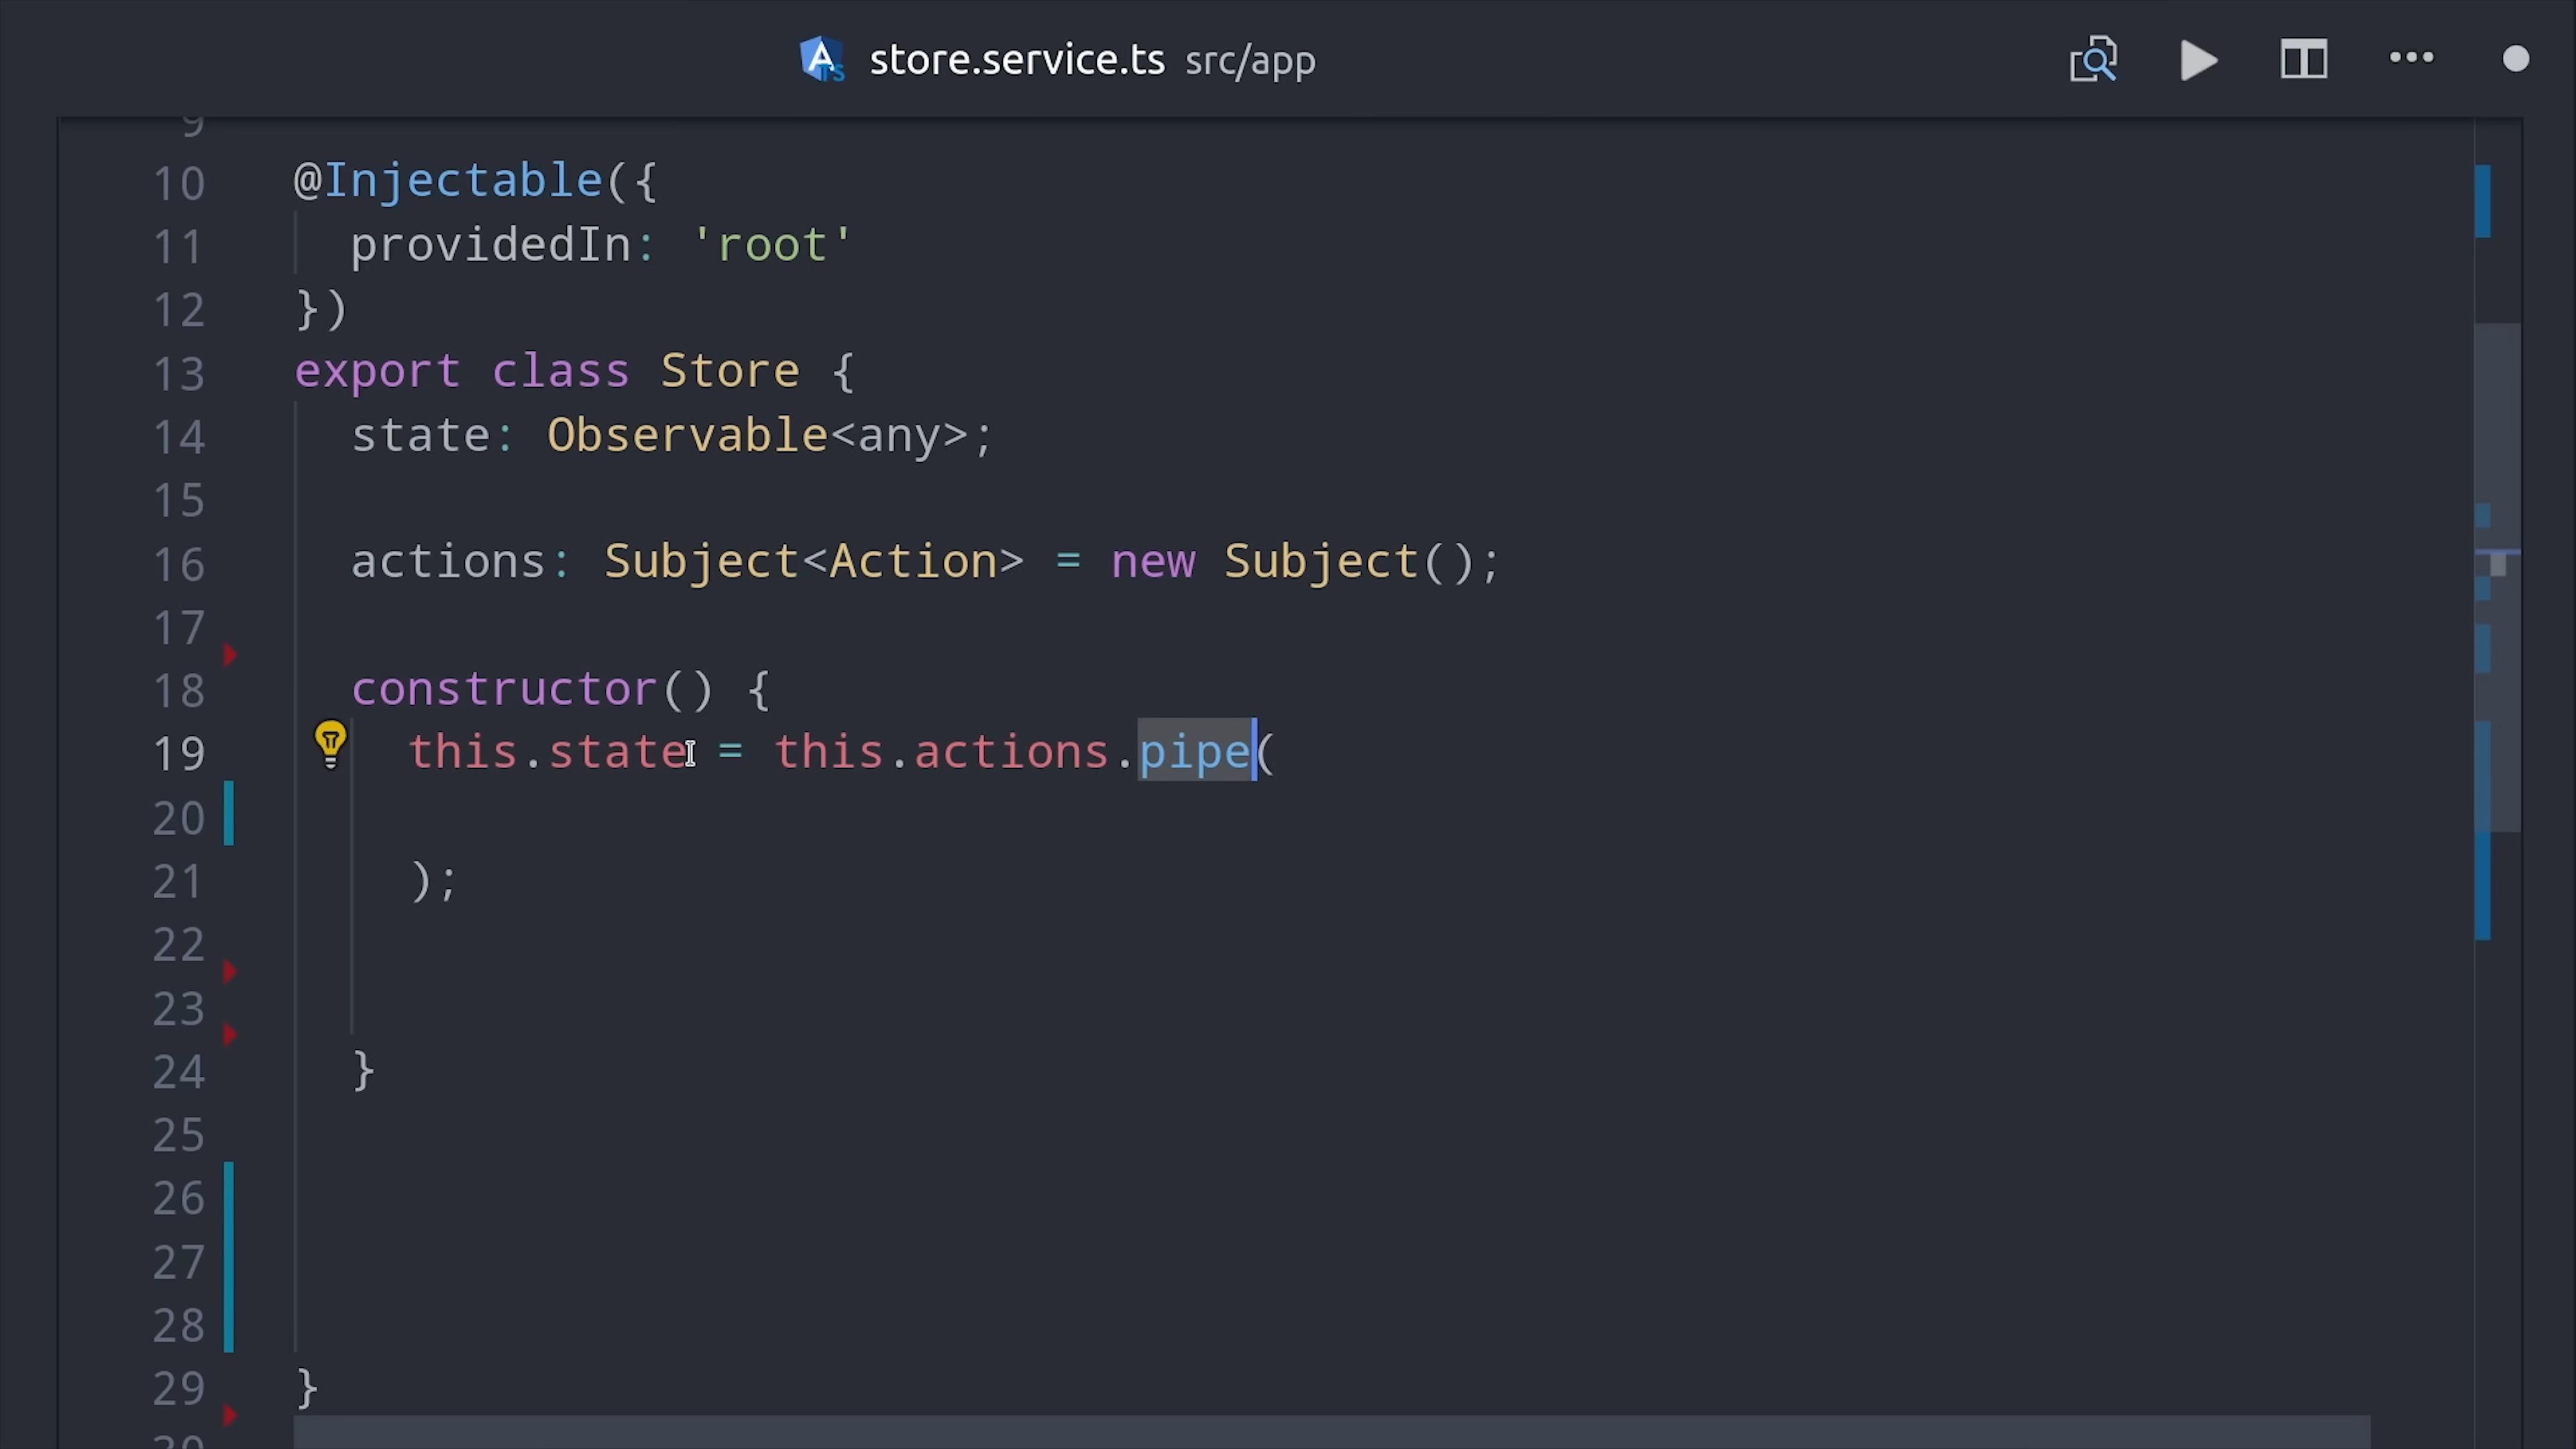 store.service.ts src/app
9
10 @Injectable({
11 providedIn: 'root'
12 })
13 export class Store {
14 state: Observable<any>;
15
16 actions: Subject<Action> = new Subject();
17
18 constructor() {
19 this.state = this.actions.pipe(
20
21 );
22
23
24 }
25
26
27
28
29 }
30